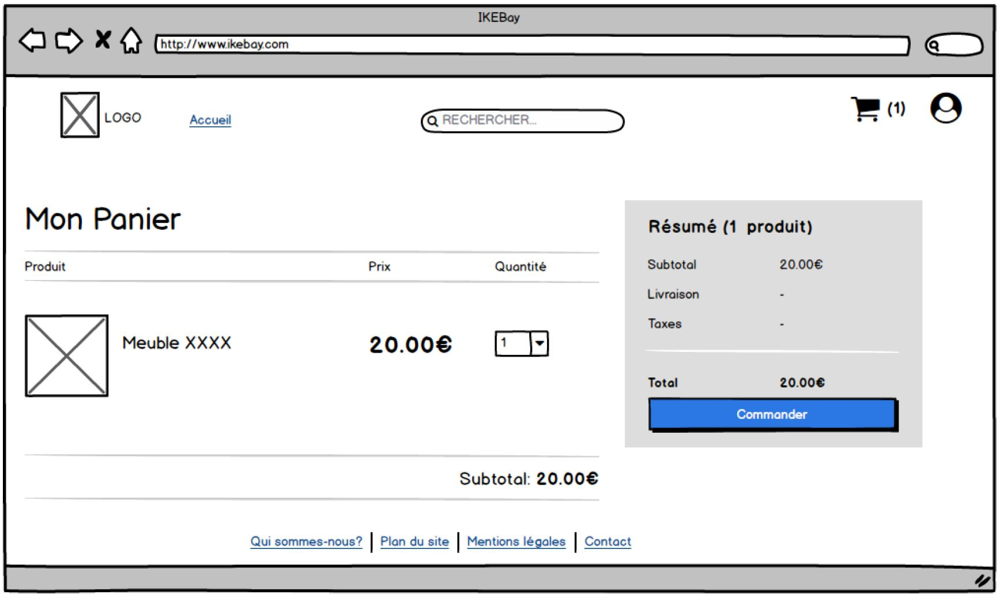 IKEBay
http://www.ikebay.com
LOGO
Accueil
RECHERCHER...
(1)
Mon Panier
Produit Prix Quantité
Meuble XXXX 20.00€ 1
Subtotal: 20.00€
Résumé (1 produit)
Subtotal 20.00€
Livraison -
Taxes -
Total 20.00€
Commander
Qui sommes-nous? Plan du site Mentions légales Contact